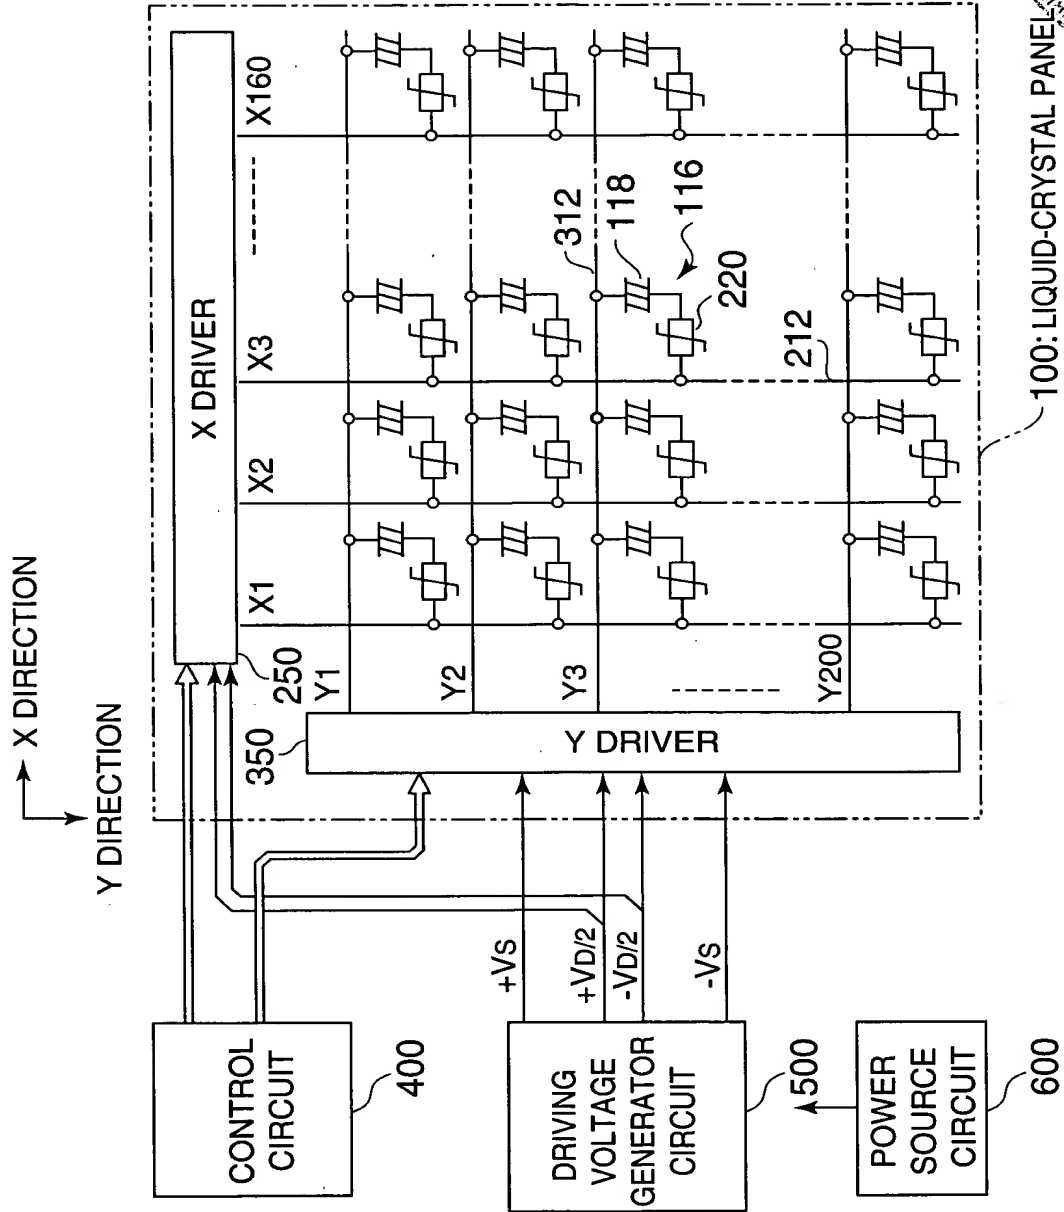 X DIRECTION
Y DIRECTION
X DRIVER
250
X1
X2
X3
X160
350
Y DRIVER
Y1
Y2
Y3
Y200
312
118
116
220
212
100: LIQUID-CRYSTAL PANEL
CONTROL
CIRCUIT
400
+VS
+VD/2
-VD/2
-VS
DRIVING
VOLTAGE
GENERATOR
CIRCUIT
500
POWER
SOURCE
CIRCUIT
600